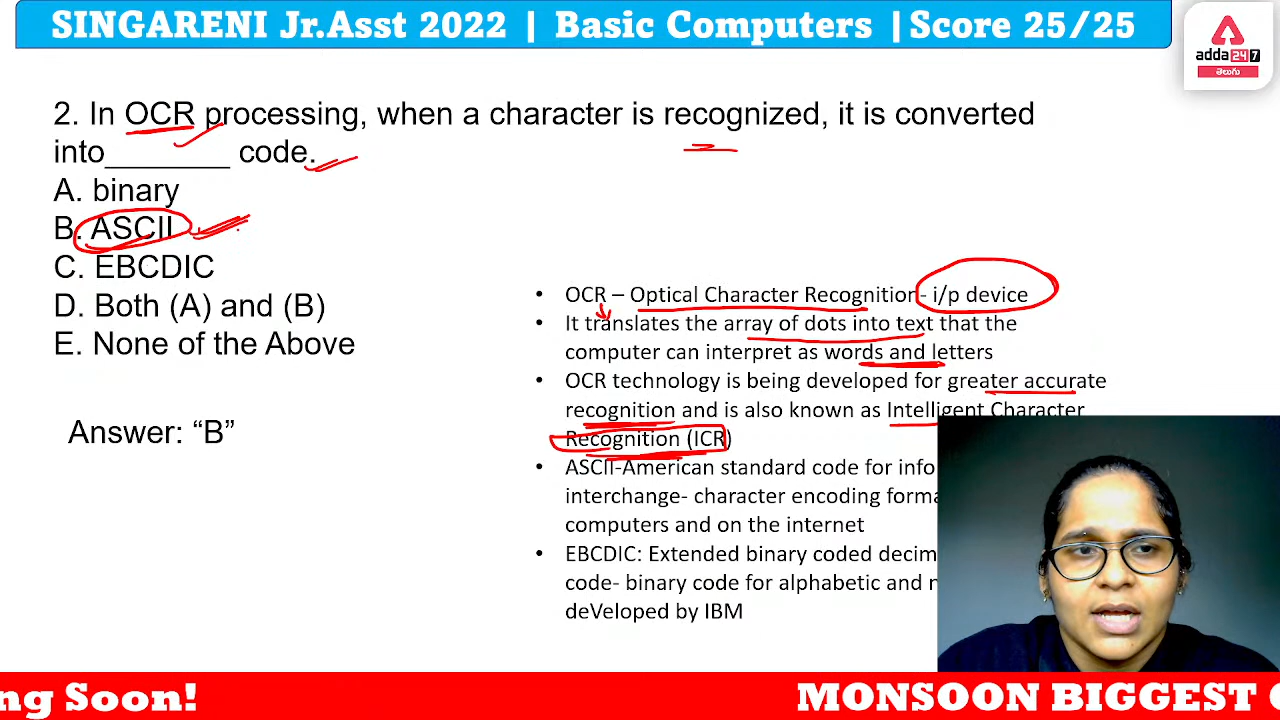 SINGARENI Jr.Asst 2022 | Basic Computers |Score 25/25
adda 24 7
తెలుగు
2. In OCR processing, when a character is recognized, it is converted
into_______ code.
A. binary
B. ASCII
C. EBCDIC
D. Both (A) and (B)
E. None of the Above
Answer: “B”
• OCR – Optical Character Recognition - i/p device
• It translates the array of dots into text that the
computer can interpret as words and letters
• OCR technology is being developed for greater accurate
recognition and is also known as Intelligent Character
Recognition (ICR)
• ASCII-American standard code for info
interchange- character encoding forma
computers and on the internet
• EBCDIC: Extended binary coded decim
code- binary code for alphabetic and n
deVeloped by IBM
ng Soon!
MONSOON BIGGEST